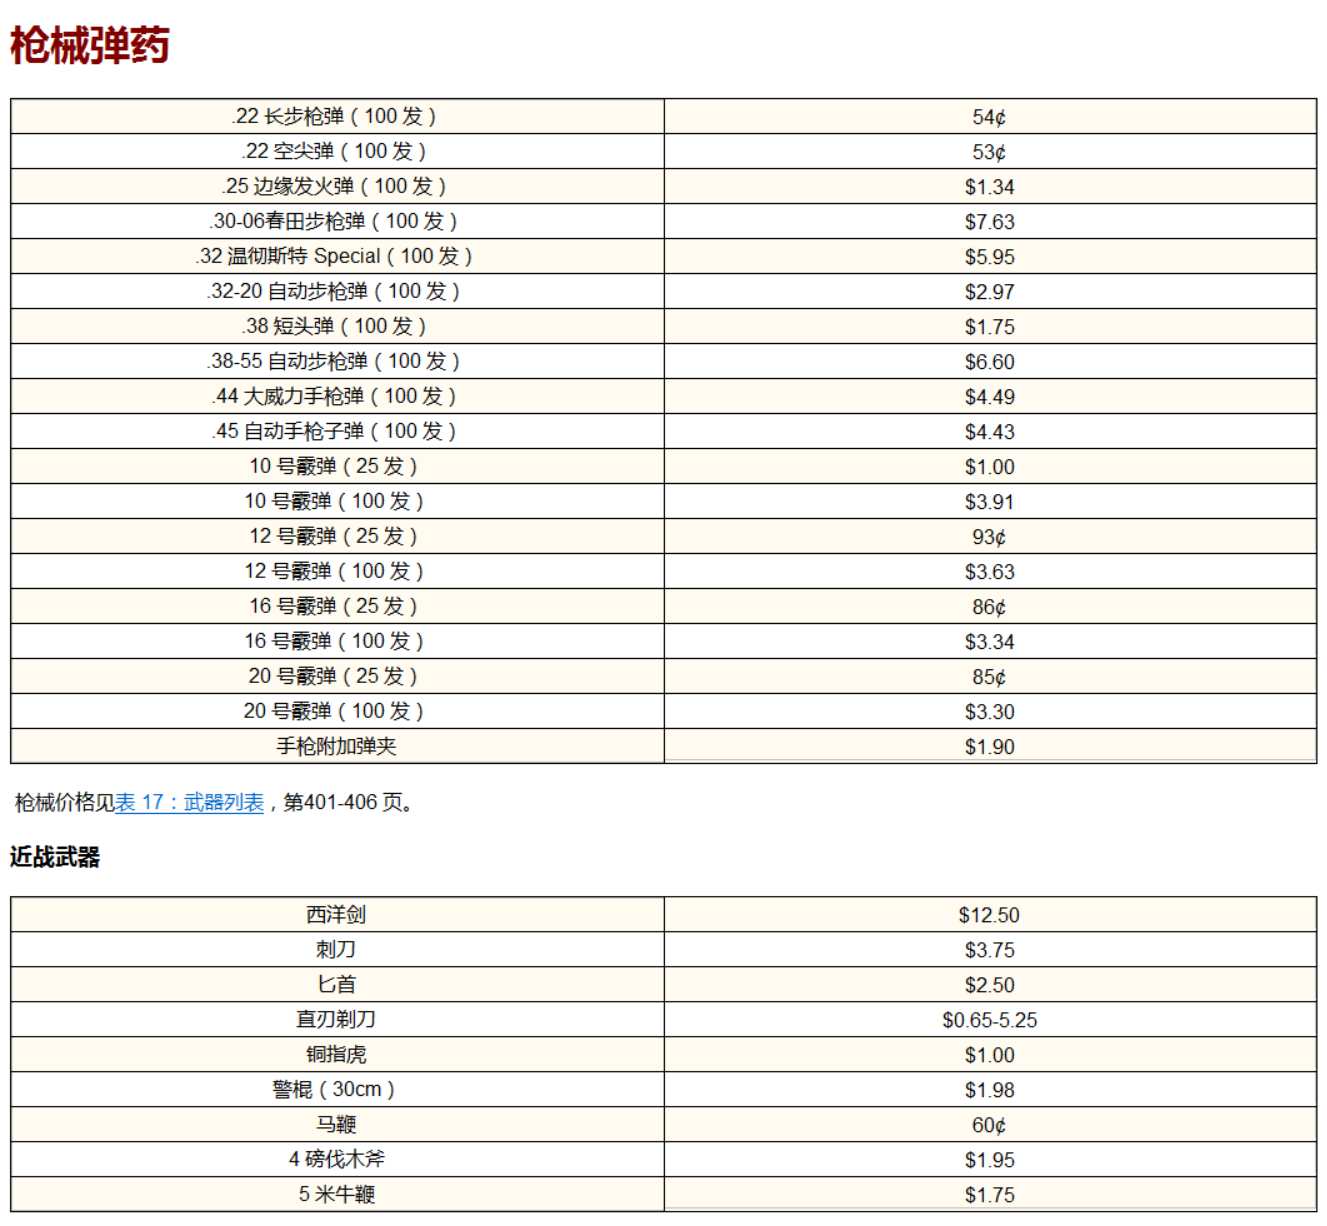 枪械弹药
.22 长步枪弹（100 发） 54¢
.22 空尖弹（100 发） 53¢
.25 边缘发火弹（100 发） $1.34
.30-06春田步枪弹（100 发） $7.63
.32 温彻斯特 Special（100 发） $5.95
.32-20 自动步枪弹（100 发） $2.97
.38 短头弹（100 发） $1.75
.38-55 自动步枪弹（100 发） $6.60
.44 大威力手枪弹（100 发） $4.49
.45 自动手枪子弹（100 发） $4.43
10 号霰弹（25 发） $1.00
10 号霰弹（100 发） $3.91
12 号霰弹（25 发） 93¢
12 号霰弹（100 发） $3.63
16 号霰弹（25 发） 86¢
16 号霰弹（100 发） $3.34
20 号霰弹（25 发） 85¢
20 号霰弹（100 发） $3.30
手枪附加弹夹 $1.90
枪械价格见表 17：武器列表，第401-406 页。
近战武器
西洋剑 $12.50
刺刀 $3.75
匕首 $2.50
直刃剃刀 $0.65-5.25
铜指虎 $1.00
警棍（30cm） $1.98
马鞭 60¢
4 磅伐木斧 $1.95
5 米牛鞭 $1.75